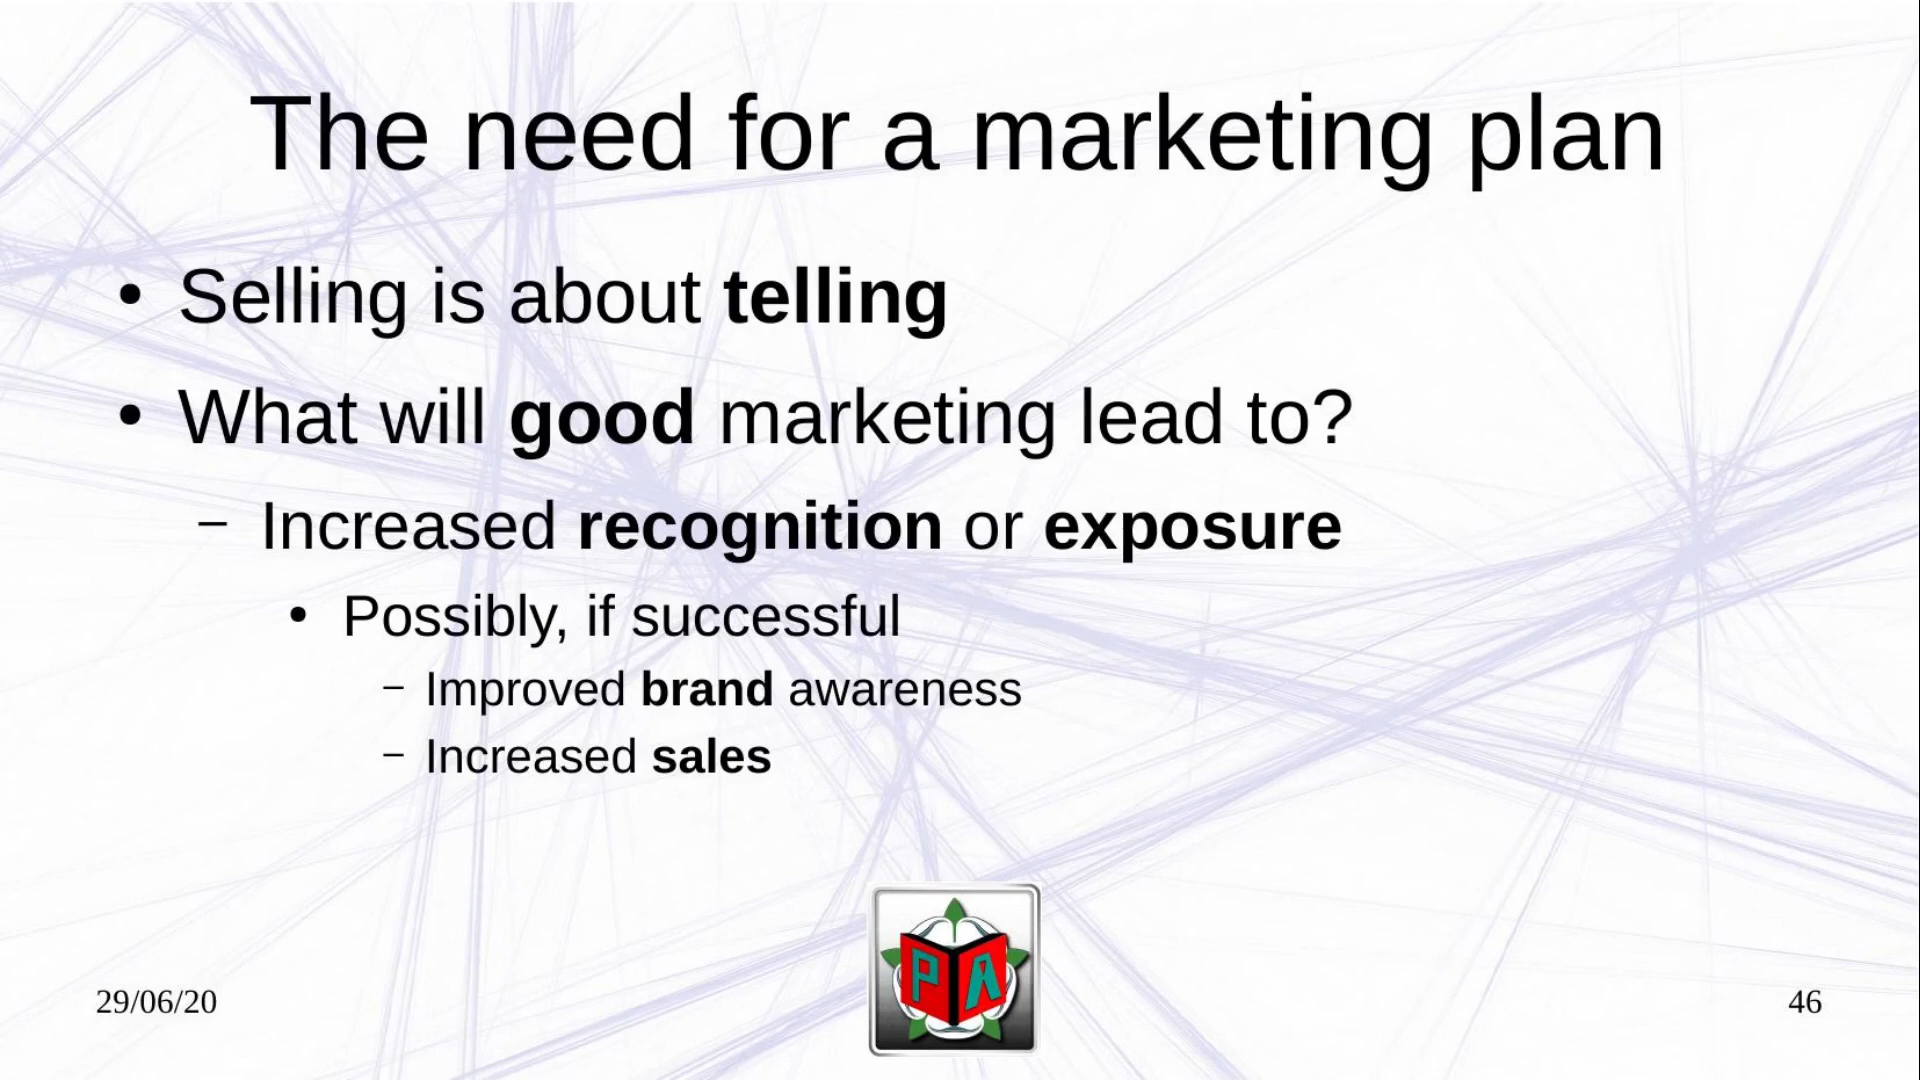 The need for a marketing plan
• Selling is about telling
• What will good marketing lead to?
– Increased recognition or exposure
• Possibly, if successful
– Improved brand awareness
– Increased sales
P A
29/06/20
46